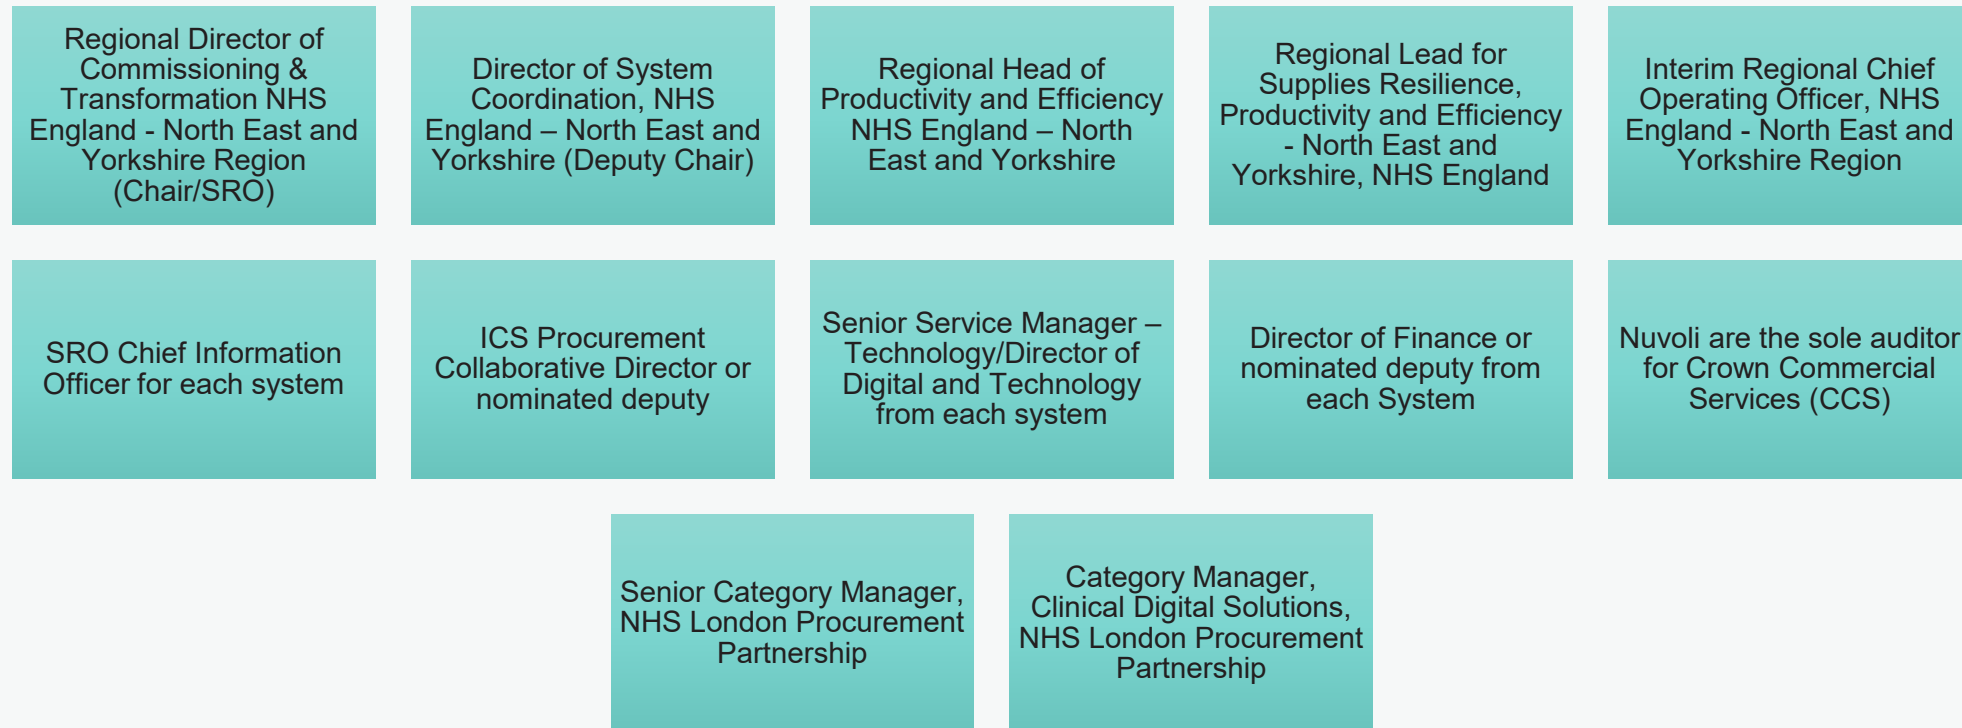 Regional Director of
Commissioning &
Transformation NHS
England - North East and
Yorkshire Region
(Chair/SRO)
Director of System
Coordination, NHS
England – North East and
Yorkshire (Deputy Chair)
Regional Head of
Productivity and Efficiency
NHS England – North
East and Yorkshire
Regional Lead for
Supplies Resilience,
Productivity and Efficiency
- North East and
Yorkshire, NHS England
Interim Regional Chief
Operating Officer, NHS
England - North East and
Yorkshire Region
SRO Chief Information
Officer for each system
ICS Procurement
Collaborative Director or
nominated deputy
Senior Service Manager –
Technology/Director of
Digital and Technology
from each system
Director of Finance or
nominated deputy from
each System
Nuvoli are the sole auditor
for Crown Commercial
Services (CCS)
Senior Category Manager,
NHS London Procurement
Partnership
Category Manager,
Clinical Digital Solutions,
NHS London Procurement
Partnership